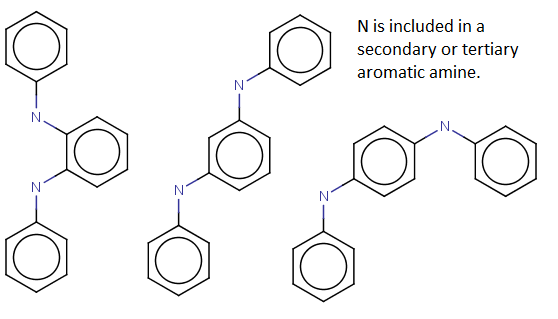 N is included in a
secondary or tertiary
aromatic amine.
N
N
N
N
N
N